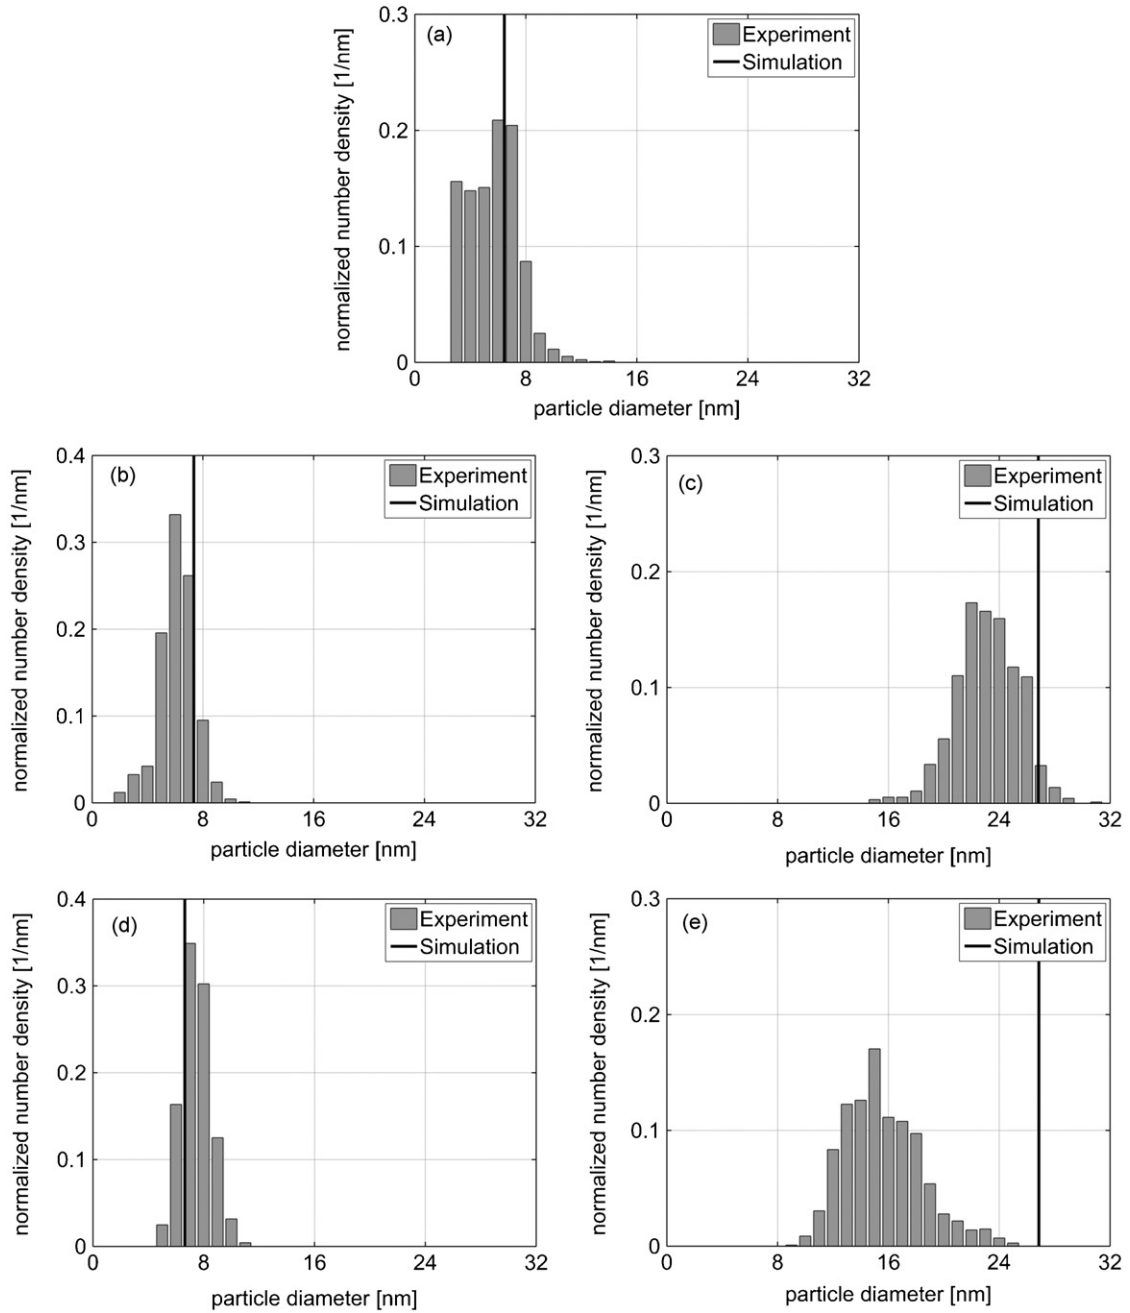 (a)
Experiment
Simulation
normalized number density [1/nm]
0.3
0.2
0.1
0
0 8 16 24 32
particle diameter [nm]
(b)
Experiment
Simulation
normalized number density [1/nm]
0.4
0.3
0.2
0.1
0
0 8 16 24 32
particle diameter [nm]
(c)
Experiment
Simulation
normalized number density [1/nm]
0.3
0.2
0.1
0
0 8 16 24 32
particle diameter [nm]
(d)
Experiment
Simulation
normalized number density [1/nm]
0.4
0.3
0.2
0.1
0
0 8 16 24 32
particle diameter [nm]
(e)
Experiment
Simulation
normalized number density [1/nm]
0.3
0.2
0.1
0
0 8 16 24 32
particle diameter [nm]